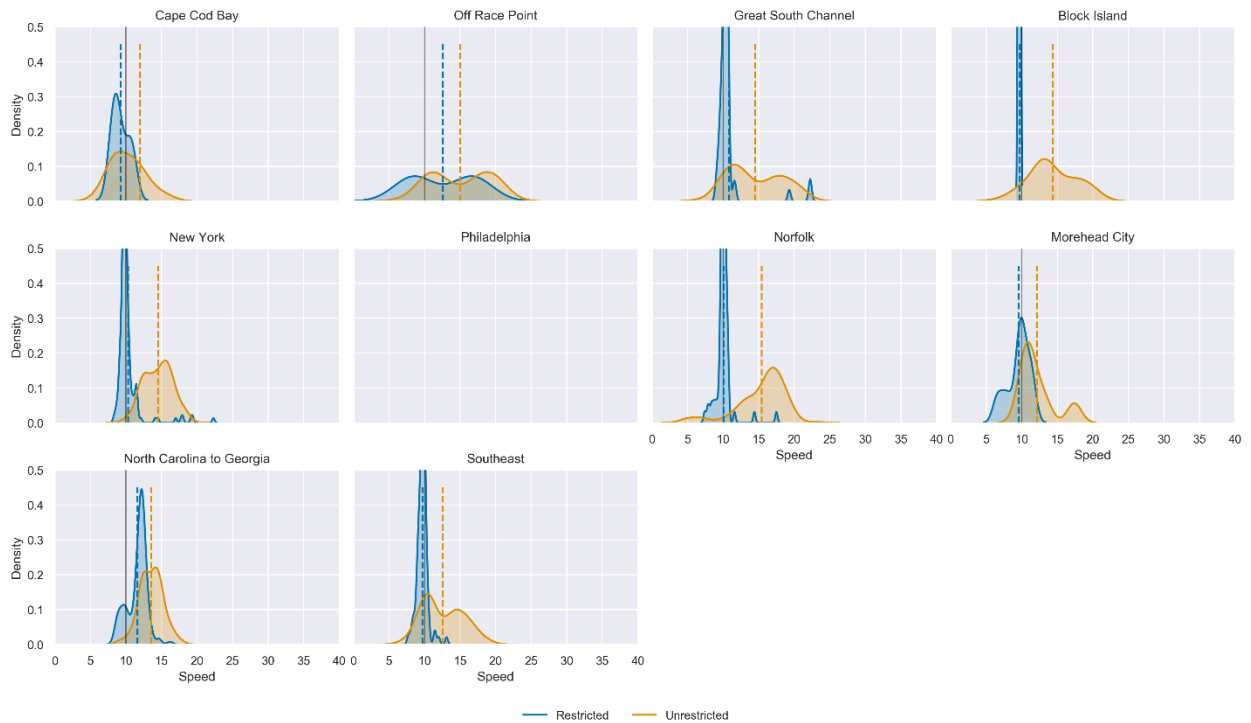 Cape Cod Bay
Off Race Point
Great South Channel
Block Island
0.5
0.4
0.3
0.2
0.1
0.0
Density
New York
Philadelphia
Norfolk
Morehead City
0.5
0.4
0.3
0.2
0.1
0.0
Density
0 5 10 15 20 25 30 35 40
Speed
5 10 15 20 25 30 35 40
Speed
North Carolina to Georgia
Southeast
0.5
0.4
0.3
0.2
0.1
0.0
Density
0 5 10 15 20 25 30 35 40
Speed
5 10 15 20 25 30 35 40
Speed
Restricted
Unrestricted